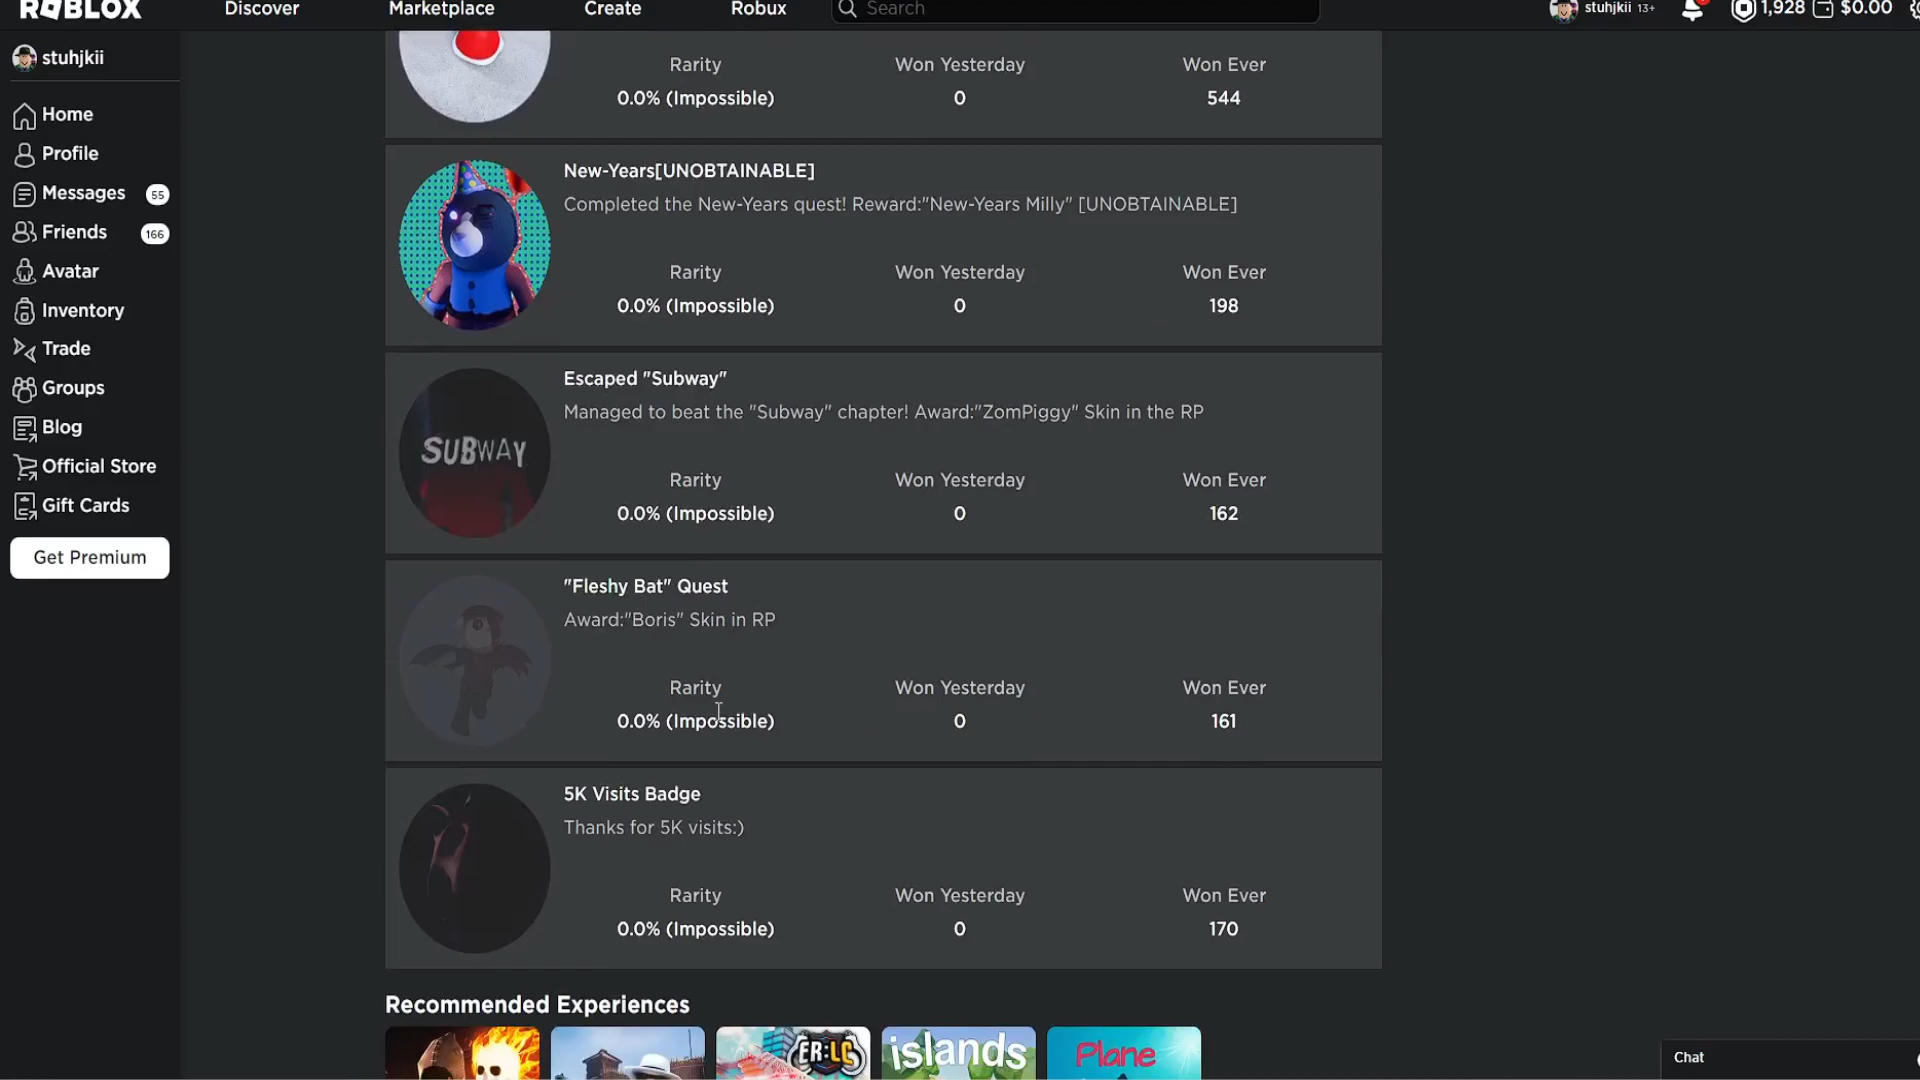 ROBLOX
Discover
Marketplace
Create
Robux
Search
stuhjkii 13+
1,928
$0.00
stuhjkii
Home
Profile
Messages 55
Friends 166
Avatar
Inventory
Trade
Groups
Blog
Official Store
Gift Cards
Get Premium
Rarity Won Yesterday Won Ever
0.0% (Impossible) 0 544
New-Years[UNOBTAINABLE]
Completed the New-Years quest! Reward:"New-Years Milly" [UNOBTAINABLE]
Rarity Won Yesterday Won Ever
0.0% (Impossible) 0 198
SUBWAY
Escaped "Subway"
Managed to beat the "Subway" chapter! Award:"ZomPiggy" Skin in the RP
Rarity Won Yesterday Won Ever
0.0% (Impossible) 0 162
"Fleshy Bat" Quest
Award:"Boris" Skin in RP
Rarity Won Yesterday Won Ever
0.0% (Impossible) 0 161
5K Visits Badge
Thanks for 5K visits:)
Rarity Won Yesterday Won Ever
0.0% (Impossible) 0 170
Recommended Experiences
ER:LC
islands
Plane
Chat